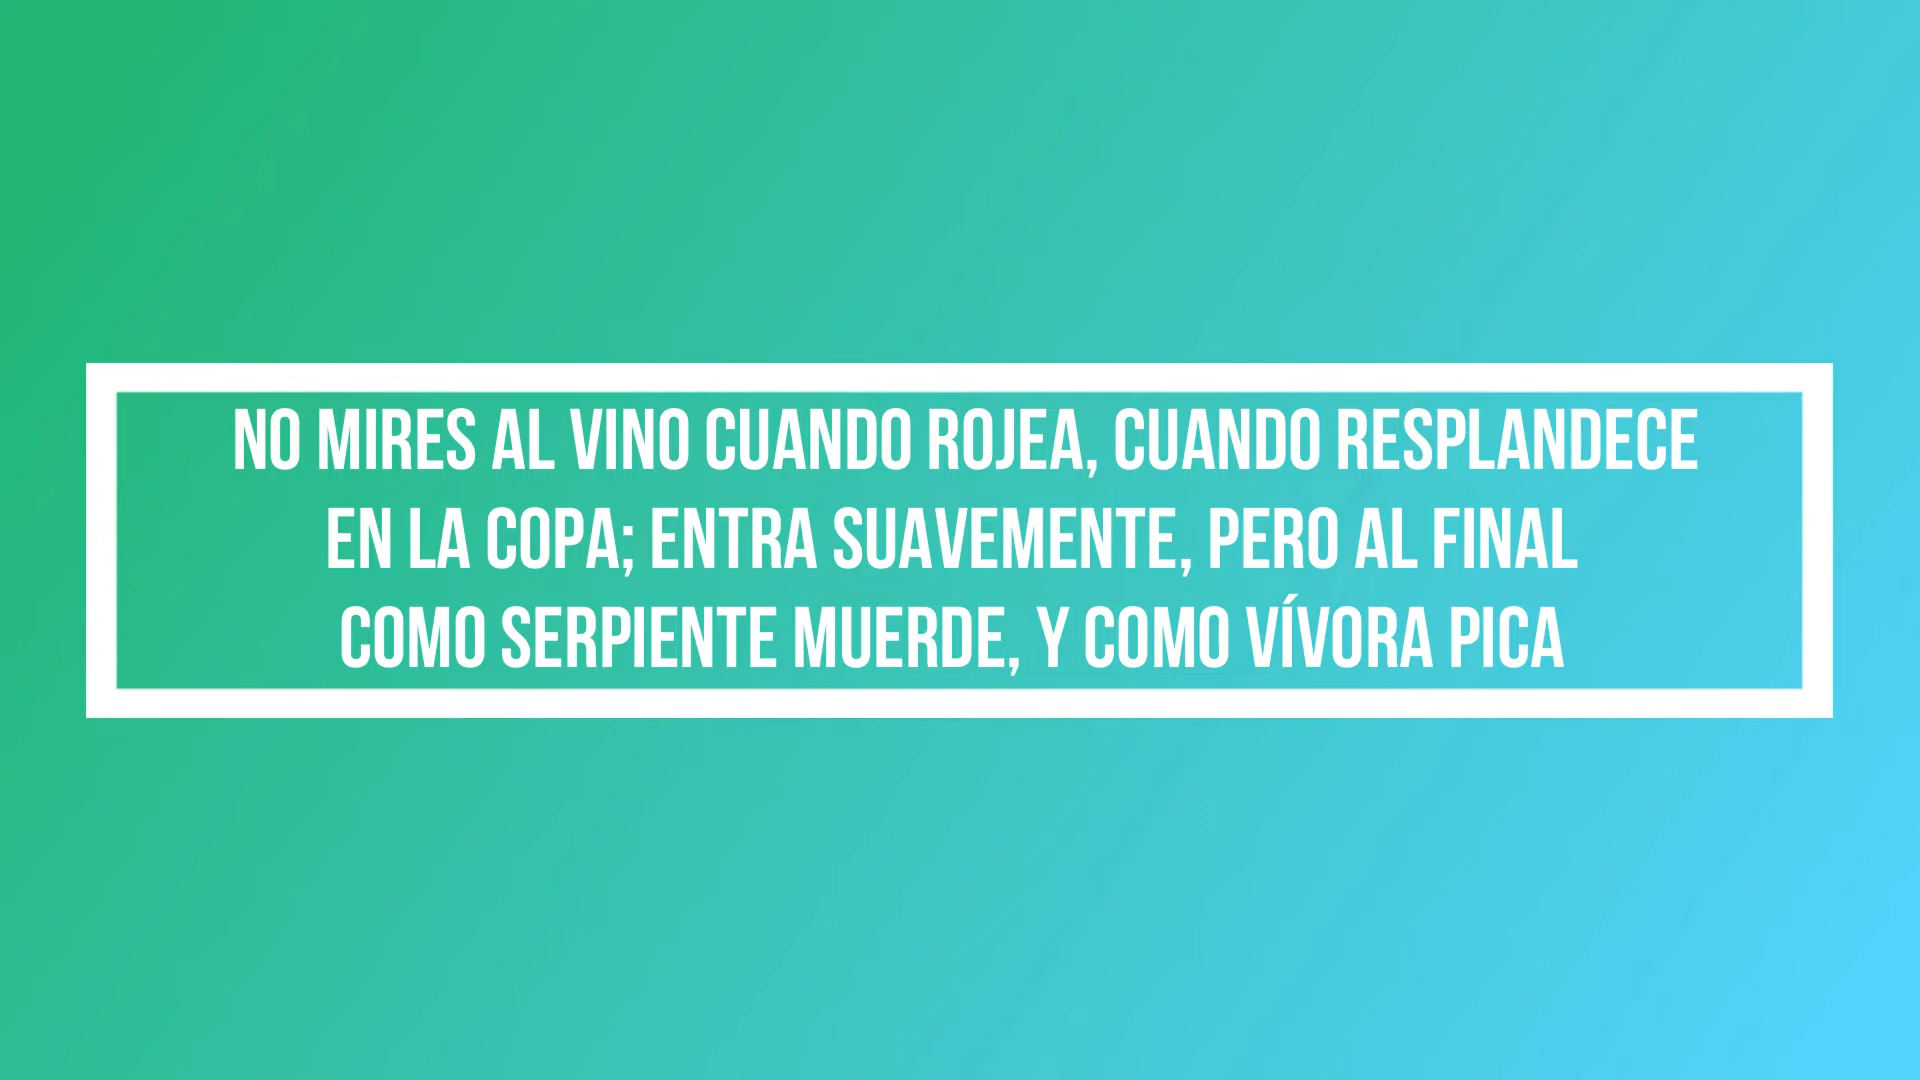 NO MIRES AL VINO CUANDO ROJEA, CUANDO RESPLANDECE
EN LA COPA; ENTRA SUAVEMENTE, PERO AL FINAL
COMO SERPIENTE MUERDE, Y COMO VÍVORA PICA